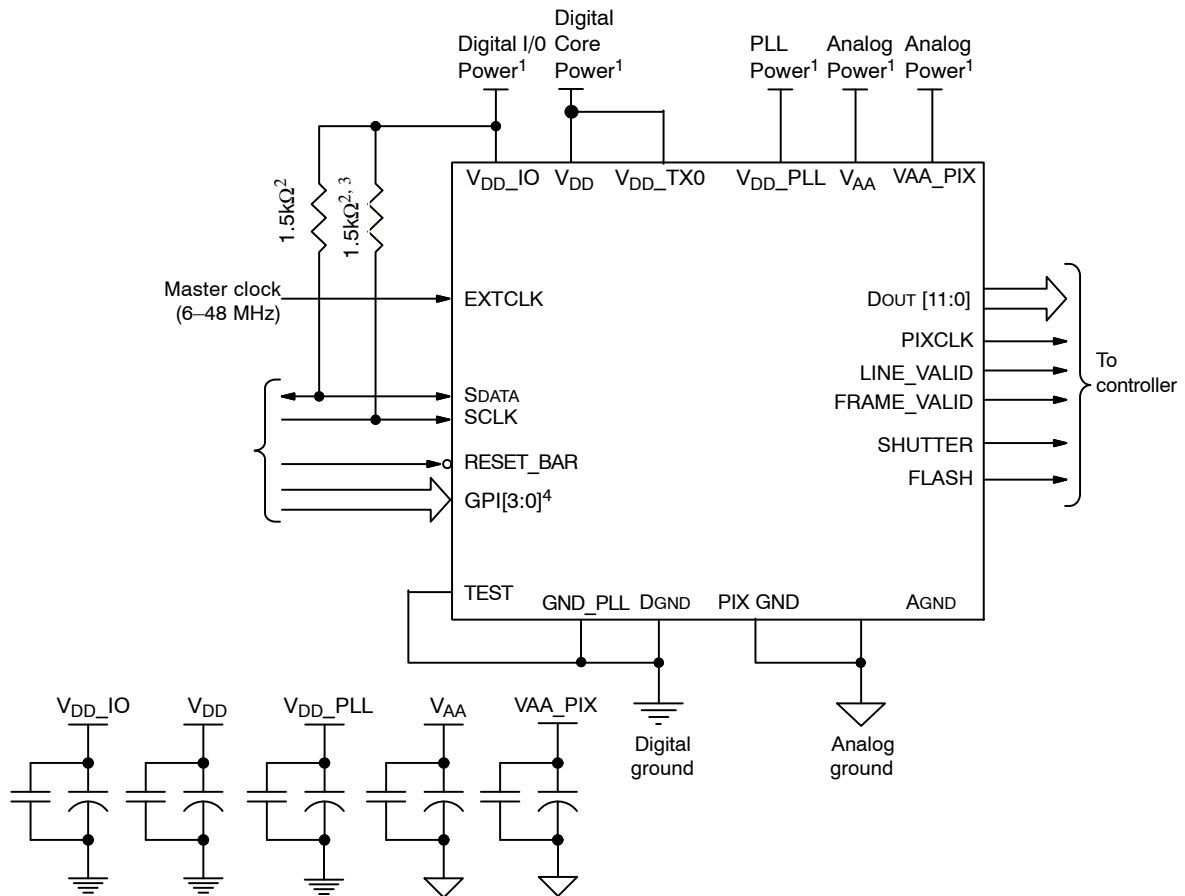 Digital I/0
Power¹
Digital
Core
Power¹
PLL
Power¹
Analog
Power¹
Analog
Power¹
VDD_IO
VDD
VDD_TX0
VDD_PLL
VAA
VAA_PIX
1.5kΩ²
1.5kΩ²,³
Master clock
(6–48 MHz)
EXTCLK
SDATA
SCLK
RESET_BAR
GPI[3:0]⁴
TEST
DOUT [11:0]
PIXCLK
LINE_VALID
FRAME_VALID
SHUTTER
FLASH
To
controller
GND_PLL
DGND
PIX GND
AGND
Digital
ground
Analog
ground
VDD_IO
VDD
VDD_PLL
VAA
VAA_PIX